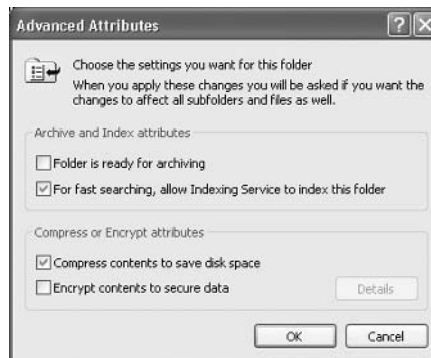 Advanced Attributes
Choose the settings you want for this folder
When you apply these changes you will be asked if you want the
changes to affect all subfolders and files as well.
Archive and Index attributes
Folder is ready for archiving
For fast searching, allow Indexing Service to index this folder
Compress or Encrypt attributes
Compress contents to save disk space
Encrypt contents to secure data
Details
OK Cancel